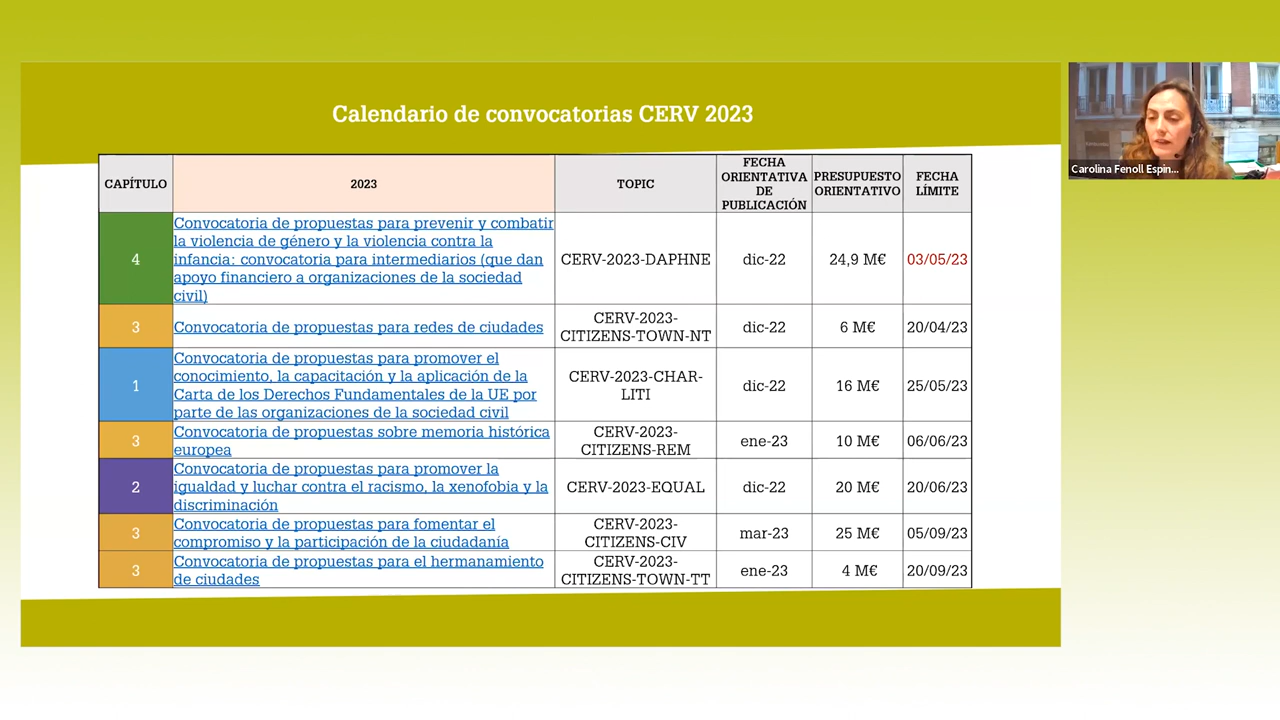 Calendario de convocatorias CERV 2023
CAPÍTULO
2023
TOPIC
FECHA
ORIENTATIVA
DE
PUBLICACIÓN
PRESUPUESTO
ORIENTATIVO
FECHA
LÍMITE
4
Convocatoria de propuestas para prevenir y combatir
la violencia de género y la violencia contra la
infancia: convocatoria para intermediarios (que dan
apoyo financiero a organizaciones de la sociedad
civil)
CERV-2023-DAPHNE
dic-22
24,9 M€
03/05/23
3
Convocatoria de propuestas para redes de ciudades
CERV-2023-
CITIZENS-TOWN-NT
dic-22
6 M€
20/04/23
1
Convocatoria de propuestas para promover el
conocimiento, la capacitación y la aplicación de la
Carta de los Derechos Fundamentales de la UE por
parte de las organizaciones de la sociedad civil
CERV-2023-CHAR-
LITI
dic-22
16 M€
25/05/23
3
Convocatoria de propuestas sobre memoria histórica
europea
CERV-2023-
CITIZENS-REM
ene-23
10 M€
06/06/23
2
Convocatoria de propuestas para promover la
igualdad y luchar contra el racismo, la xenofobia y la
discriminación
CERV-2023-EQUAL
dic-22
20 M€
20/06/23
3
Convocatoria de propuestas para fomentar el
compromiso y la participación de la ciudadanía
CERV-2023-
CITIZENS-CIV
mar-23
25 M€
05/09/23
3
Convocatoria de propuestas para el hermanamiento
de ciudades
CERV-2023-
CITIZENS-TOWN-TT
ene-23
4 M€
20/09/23
Carolina Fenoll Espin...